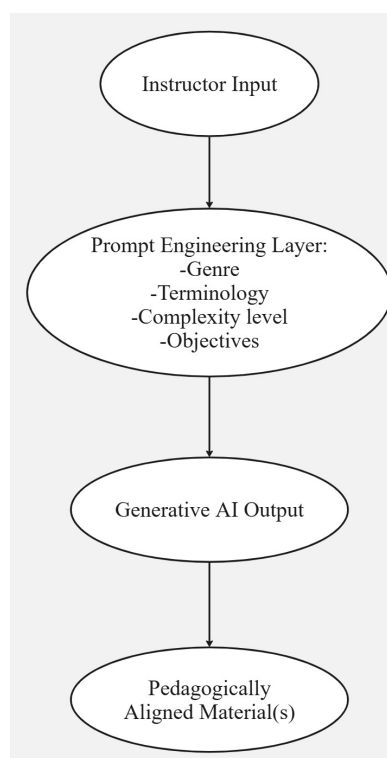 Instructor Input
Prompt Engineering Layer:
-Genre
-Terminology
-Complexity level
-Objectives
Generative AI Output
Pedagogically
Aligned Material(s)